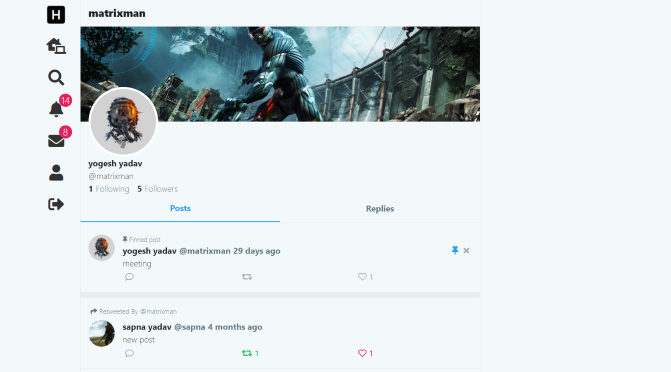 H
matrixman
14
8
yogesh yadav
@matrixman
1 Following 5 Followers
Posts Replies
Pinned post
yogesh yadav @matrixman 29 days ago
meeting
1
Retweeted By @matrixman
sapna yadav @sapna 4 months ago
new post
1 1